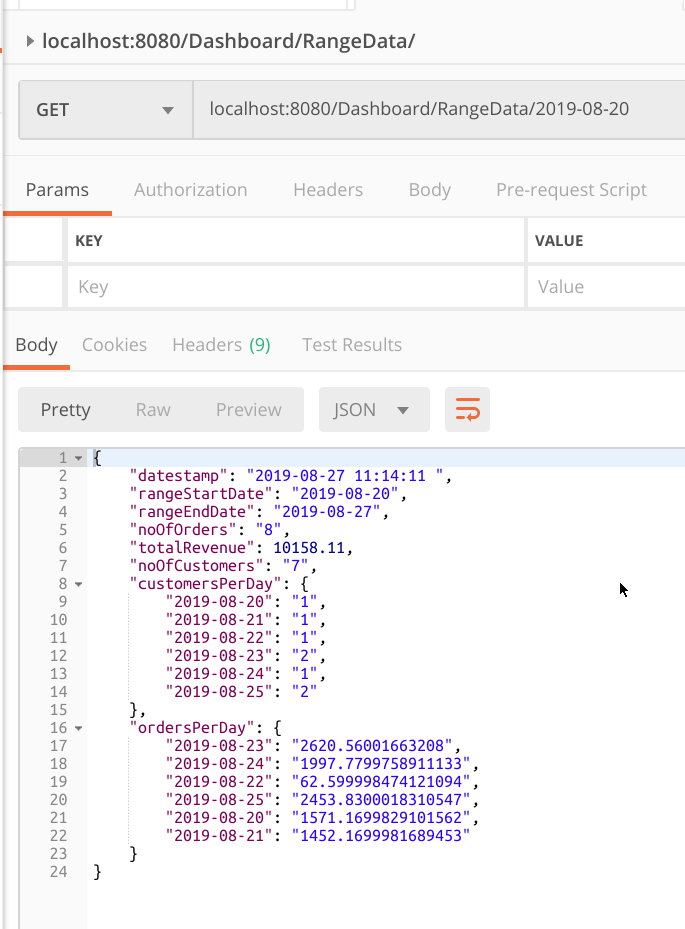 localhost:8080/Dashboard/RangeData/
GET localhost:8080/Dashboard/RangeData/2019-08-20
Params Authorization Headers Body Pre-request Script
KEY VALUE
Key Value
Body Cookies Headers (9) Test Results
Pretty Raw Preview JSON
1 {
2 "datestamp": "2019-08-27 11:14:11 ",
3 "rangeStartDate": "2019-08-20",
4 "rangeEndDate": "2019-08-27",
5 "noOfOrders": "8",
6 "totalRevenue": 10158.11,
7 "noOfCustomers": "7",
8 "customersPerDay": {
9 "2019-08-20": "1",
10 "2019-08-21": "1",
11 "2019-08-22": "1",
12 "2019-08-23": "2",
13 "2019-08-24": "1",
14 "2019-08-25": "2"
15 },
16 "ordersPerDay": {
17 "2019-08-23": "2620.56001663208",
18 "2019-08-24": "1997.7799758911133",
19 "2019-08-22": "62.599998474121094",
20 "2019-08-25": "2453.8300018310547",
21 "2019-08-20": "1571.1699829101562",
22 "2019-08-21": "1452.1699981689453"
23 }
24 }